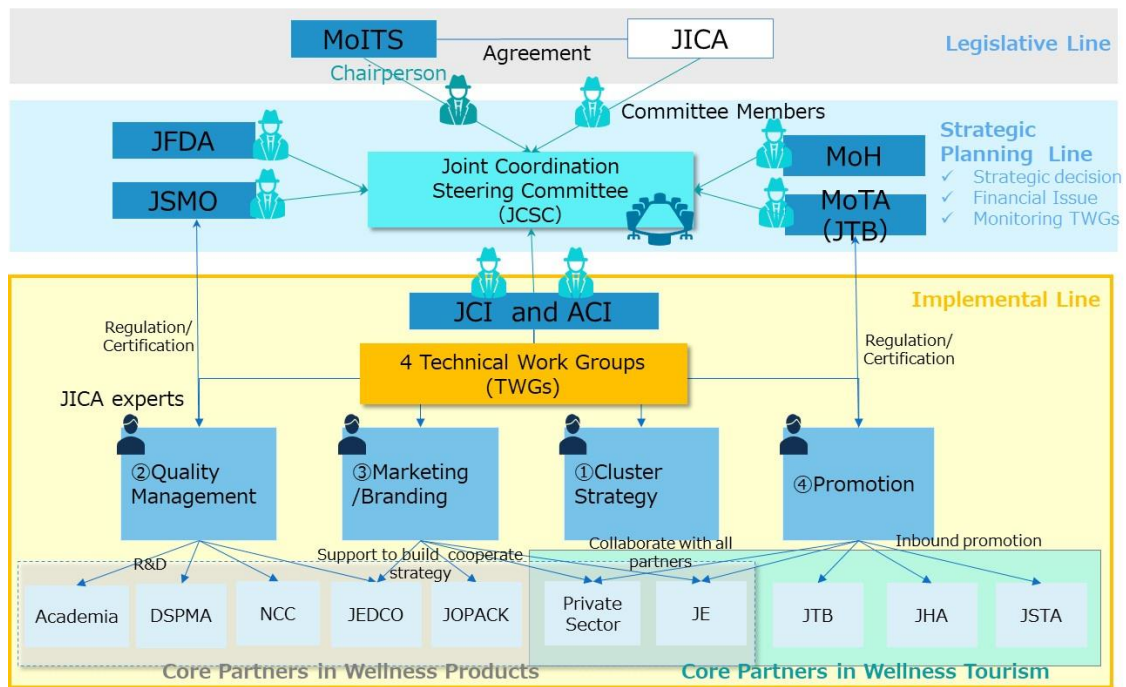 MoITS
Agreement
JICA
Legislative Line
Chairperson
Committee Members
JFDA
JSMO
Joint Coordination
Steering Committee
(JCSC)
MoH
MoTA
(JTB)
Strategic
Planning Line
✓ Strategic decision
✓ Financial Issue
✓ Monitoring TWGs
Implemental Line
JCI and ACI
Regulation/
Certification
4 Technical Work Groups
(TWGs)
Regulation/
Certification
JICA experts
②Quality
Management
③Marketing
/Branding
①Cluster
Strategy
④Promotion
R&D
Support to build cooperate
strategy
Collaborate with all
partners
Inbound promotion
Academia
DSPMA
NCC
JEDCO
JOPACK
Private
Sector
JE
JTB
JHA
JSTA
Core Partners in Wellness Products
Core Partners in Wellness Tourism